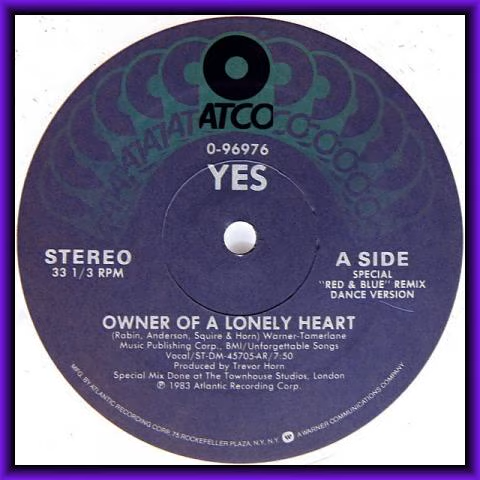 ATCO
0-96976
YES
STEREO
33 1/3 RPM
A SIDE
SPECIAL
"RED & BLUE" REMIX
DANCE VERSION
OWNER OF A LONELY HEART
(Rabin, Anderson, Squire & Horn) Warner-Tamerlane
Music Publishing Corp., BMI/Unforgettable Songs
Vocal/ST-DM-45705-AR/7:50
Produced by Trevor Horn
Special Mix Done at The Townhouse Studios, London
℗ 1983 Atlantic Recording Corp.
MFG. BY ATLANTIC RECORDING CORP., 75 ROCKEFELLER PLAZA, N.Y., N.Y. A WARNER COMMUNICATIONS COMPANY